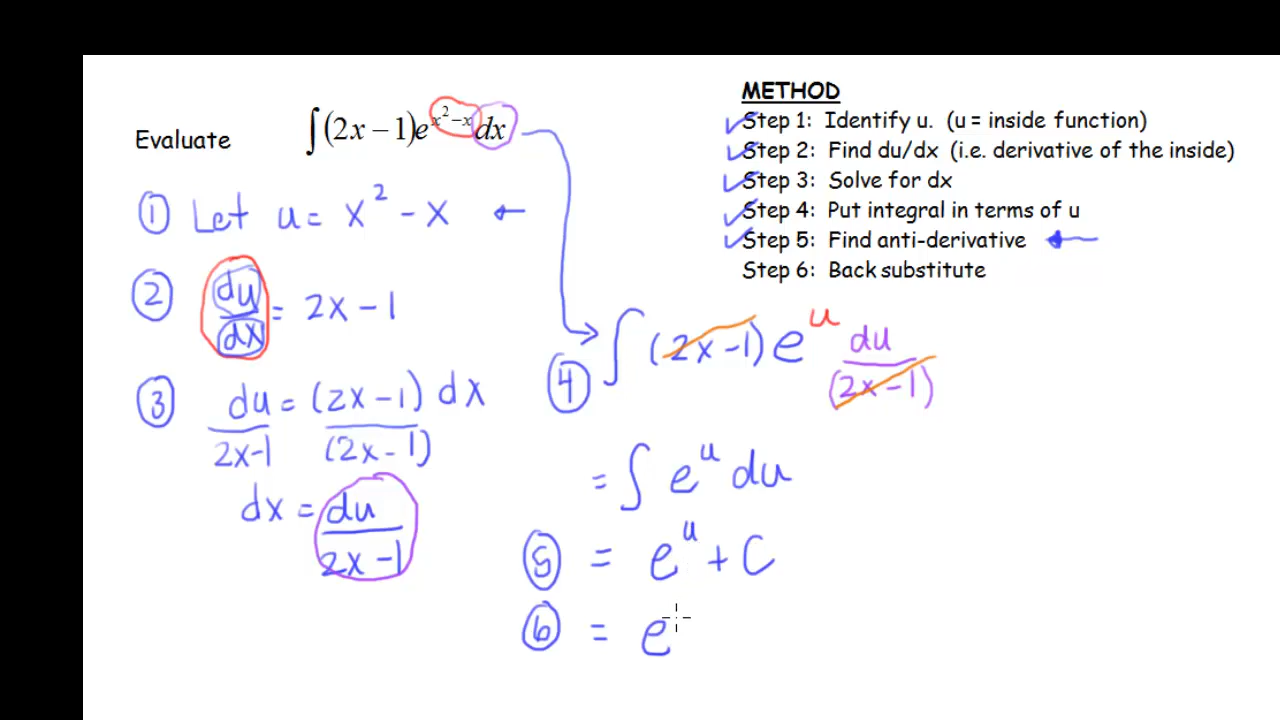 Evaluate ∫(2x − 1)e^(x²−x) dx
① Let u = x² − x ←
② du/dx = 2x − 1
③ du/2x−1 = (2x−1) dx/(2x−1)
dx = du/2x−1
METHOD
✓ Step 1: Identify u. (u = inside function)
✓ Step 2: Find du/dx (i.e. derivative of the inside)
✓ Step 3: Solve for dx
✓ Step 4: Put integral in terms of u
✓ Step 5: Find anti-derivative ←
Step 6: Back substitute
④ ∫(2x−1) e^u du/(2x−1)
= ∫ e^u du
⑤ = e^u + C
⑥ = e